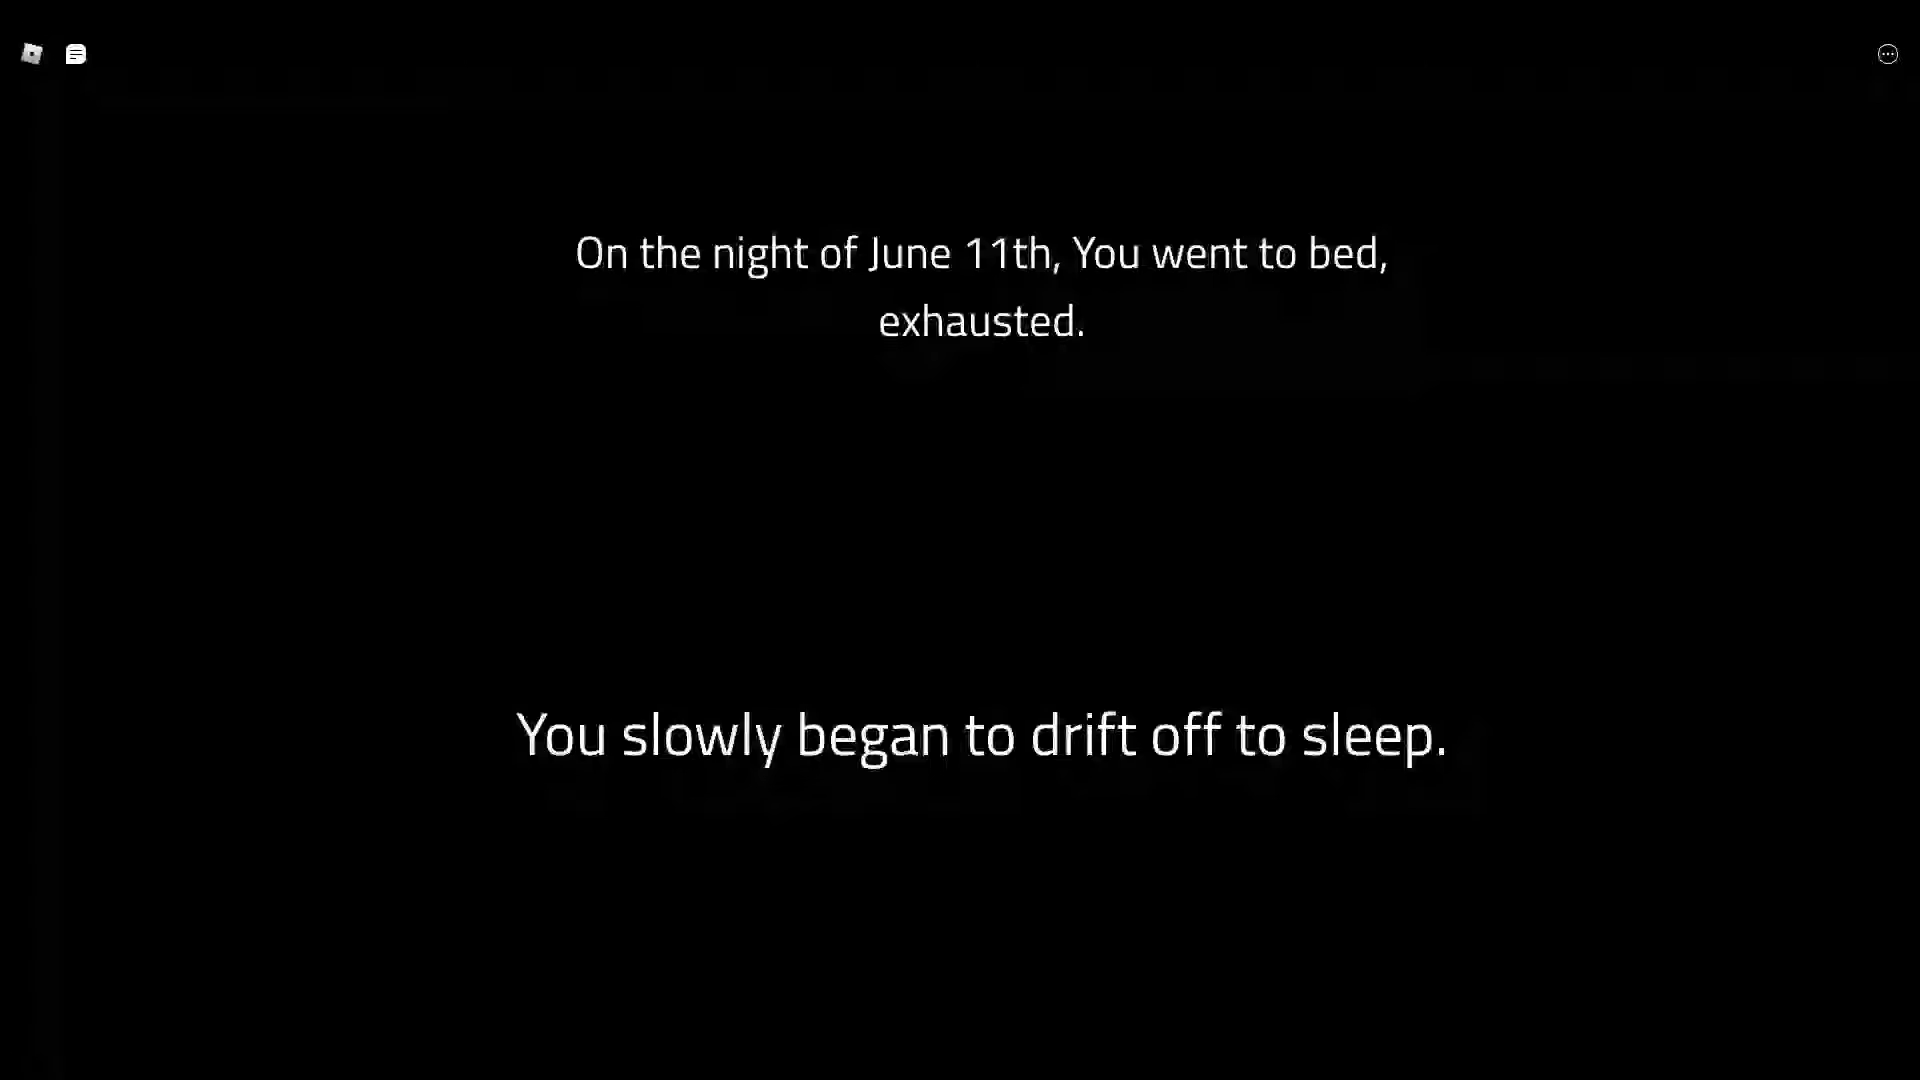 On the night of June 11th, You went to bed,
exhausted.
You slowly began to drift off to sleep.